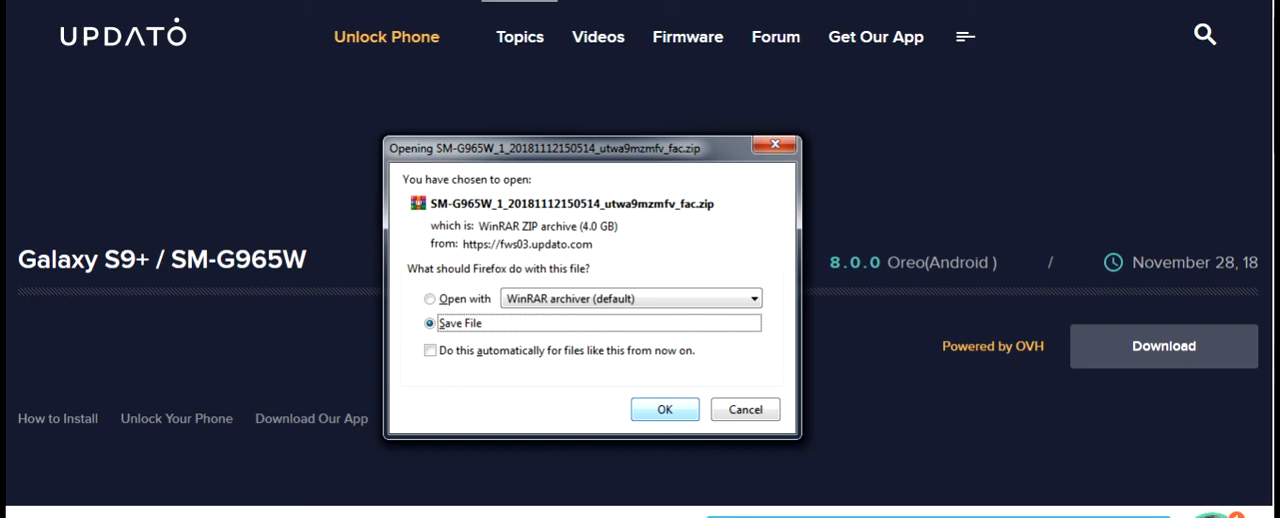 UPDATO
Unlock Phone Topics Videos Firmware Forum Get Our App
Opening SM-G965W_1_20181112150514_utwa9mzmfv_fac.zip
You have chosen to open:
SM-G965W_1_20181112150514_utwa9mzmfv_fac.zip
which is: WinRAR ZIP archive (4.0 GB)
from: https://fws03.updato.com
What should Firefox do with this file?
Open with WinRAR archiver (default)
Save File
Do this automatically for files like this from now on.
OK Cancel
Galaxy S9+ / SM-G965W
8.0.0 Oreo(Android ) / November 28, 18
Powered by OVH Download
How to Install Unlock Your Phone Download Our App